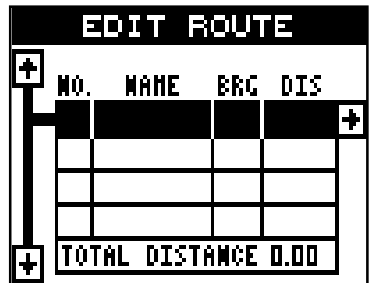 EDIT ROUTE
NO. NAME BRG DIS
TOTAL DISTANCE 0.00